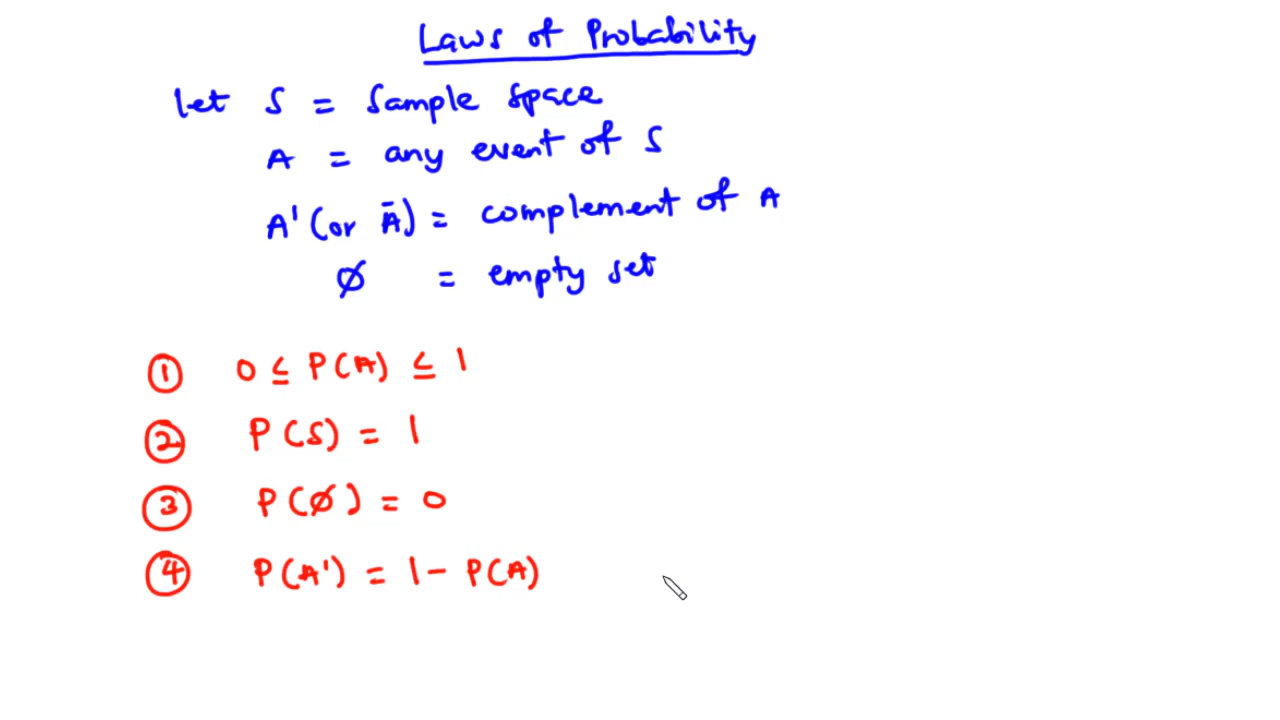 Laws of Probability
let S = Sample space
A = any event of S
A' (or Ā) = complement of A
∅ = empty set
① 0 ≤ P(A) ≤ 1
② P(S) = 1
③ P(∅) = 0
④ P(A') = 1 - P(A)